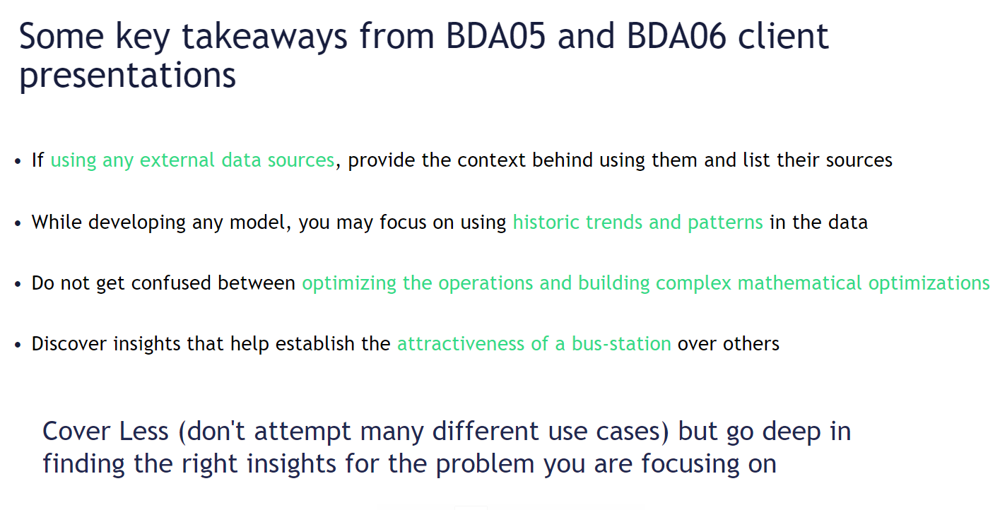 Some key takeaways from BDA05 and BDA06 client
presentations
• If using any external data sources, provide the context behind using them and list their sources
• While developing any model, you may focus on using historic trends and patterns in the data
• Do not get confused between optimizing the operations and building complex mathematical optimizations
• Discover insights that help establish the attractiveness of a bus-station over others
Cover Less (don't attempt many different use cases) but go deep in
finding the right insights for the problem you are focusing on